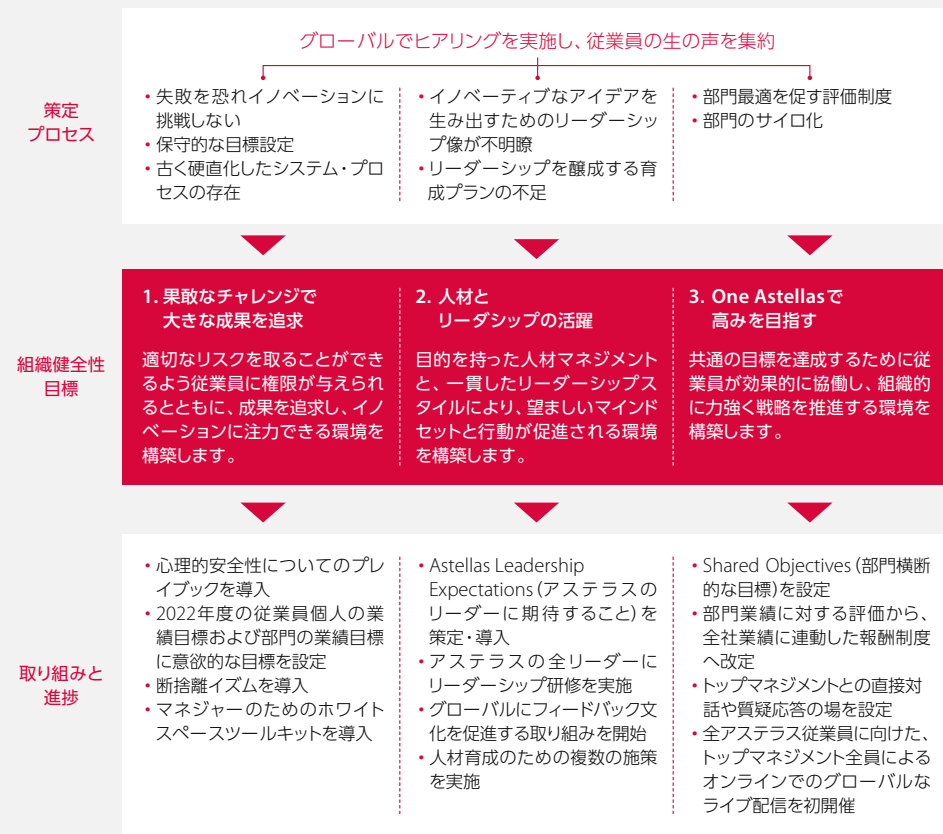 グローバルでヒアリングを実施し、従業員の生の声を集約
策定
プロセス
・失敗を恐れイノベーションに
挑戦しない
・保守的な目標設定
・古く硬直化したシステム・プロ
セスの存在
・イノベーティブなアイデアを
生み出すためのリーダーシッ
プ像が不明瞭
・リーダーシップを醸成する育
成プランの不足
・部門最適を促す評価制度
・部門のサイロ化
組織健全性
目標
1. 果敢なチャレンジで
大きな成果を追求
適切なリスクを取ることができ
るよう従業員に権限が与えられ
るとともに、成果を追求し、イノ
ベーションに注力できる環境を
構築します。
2. 人材と
リーダシップの活躍
目的を持った人材マネジメント
と、一貫したリーダーシップス
タイルにより、望ましいマインド
セットと行動が促進される環境
を構築します。
3. One Astellasで
高みを目指す
共通の目標を達成するために従
業員が効果的に協働し、組織的
に力強く戦略を推進する環境を
構築します。
取り組みと
進捗
・心理的安全性についてのプレ
イブックを導入
・2022年度の従業員個人の業
績目標および部門の業績目標
に意欲的な目標を設定
・断捨離イズムを導入
・マネジャーのためのホワイト
スペースツールキットを導入
・Astellas Leadership
Expectations（アステラスの
リーダーに期待すること）を
策定・導入
・アステラスの全リーダーに
リーダーシップ研修を実施
・グローバルにフィードバック文
化を促進する取り組みを開始
・人材育成のための複数の施策
を実施
・Shared Objectives（部門横断
的な目標）を設定
・部門業績に対する評価から、
全社業績に連動した報酬制度
へ改定
・トップマネジメントとの直接対
話や質疑応答の場を設定
・全アステラス従業員に向けた、
トップマネジメント全員による
オンラインでのグローバルな
ライブ配信を初開催